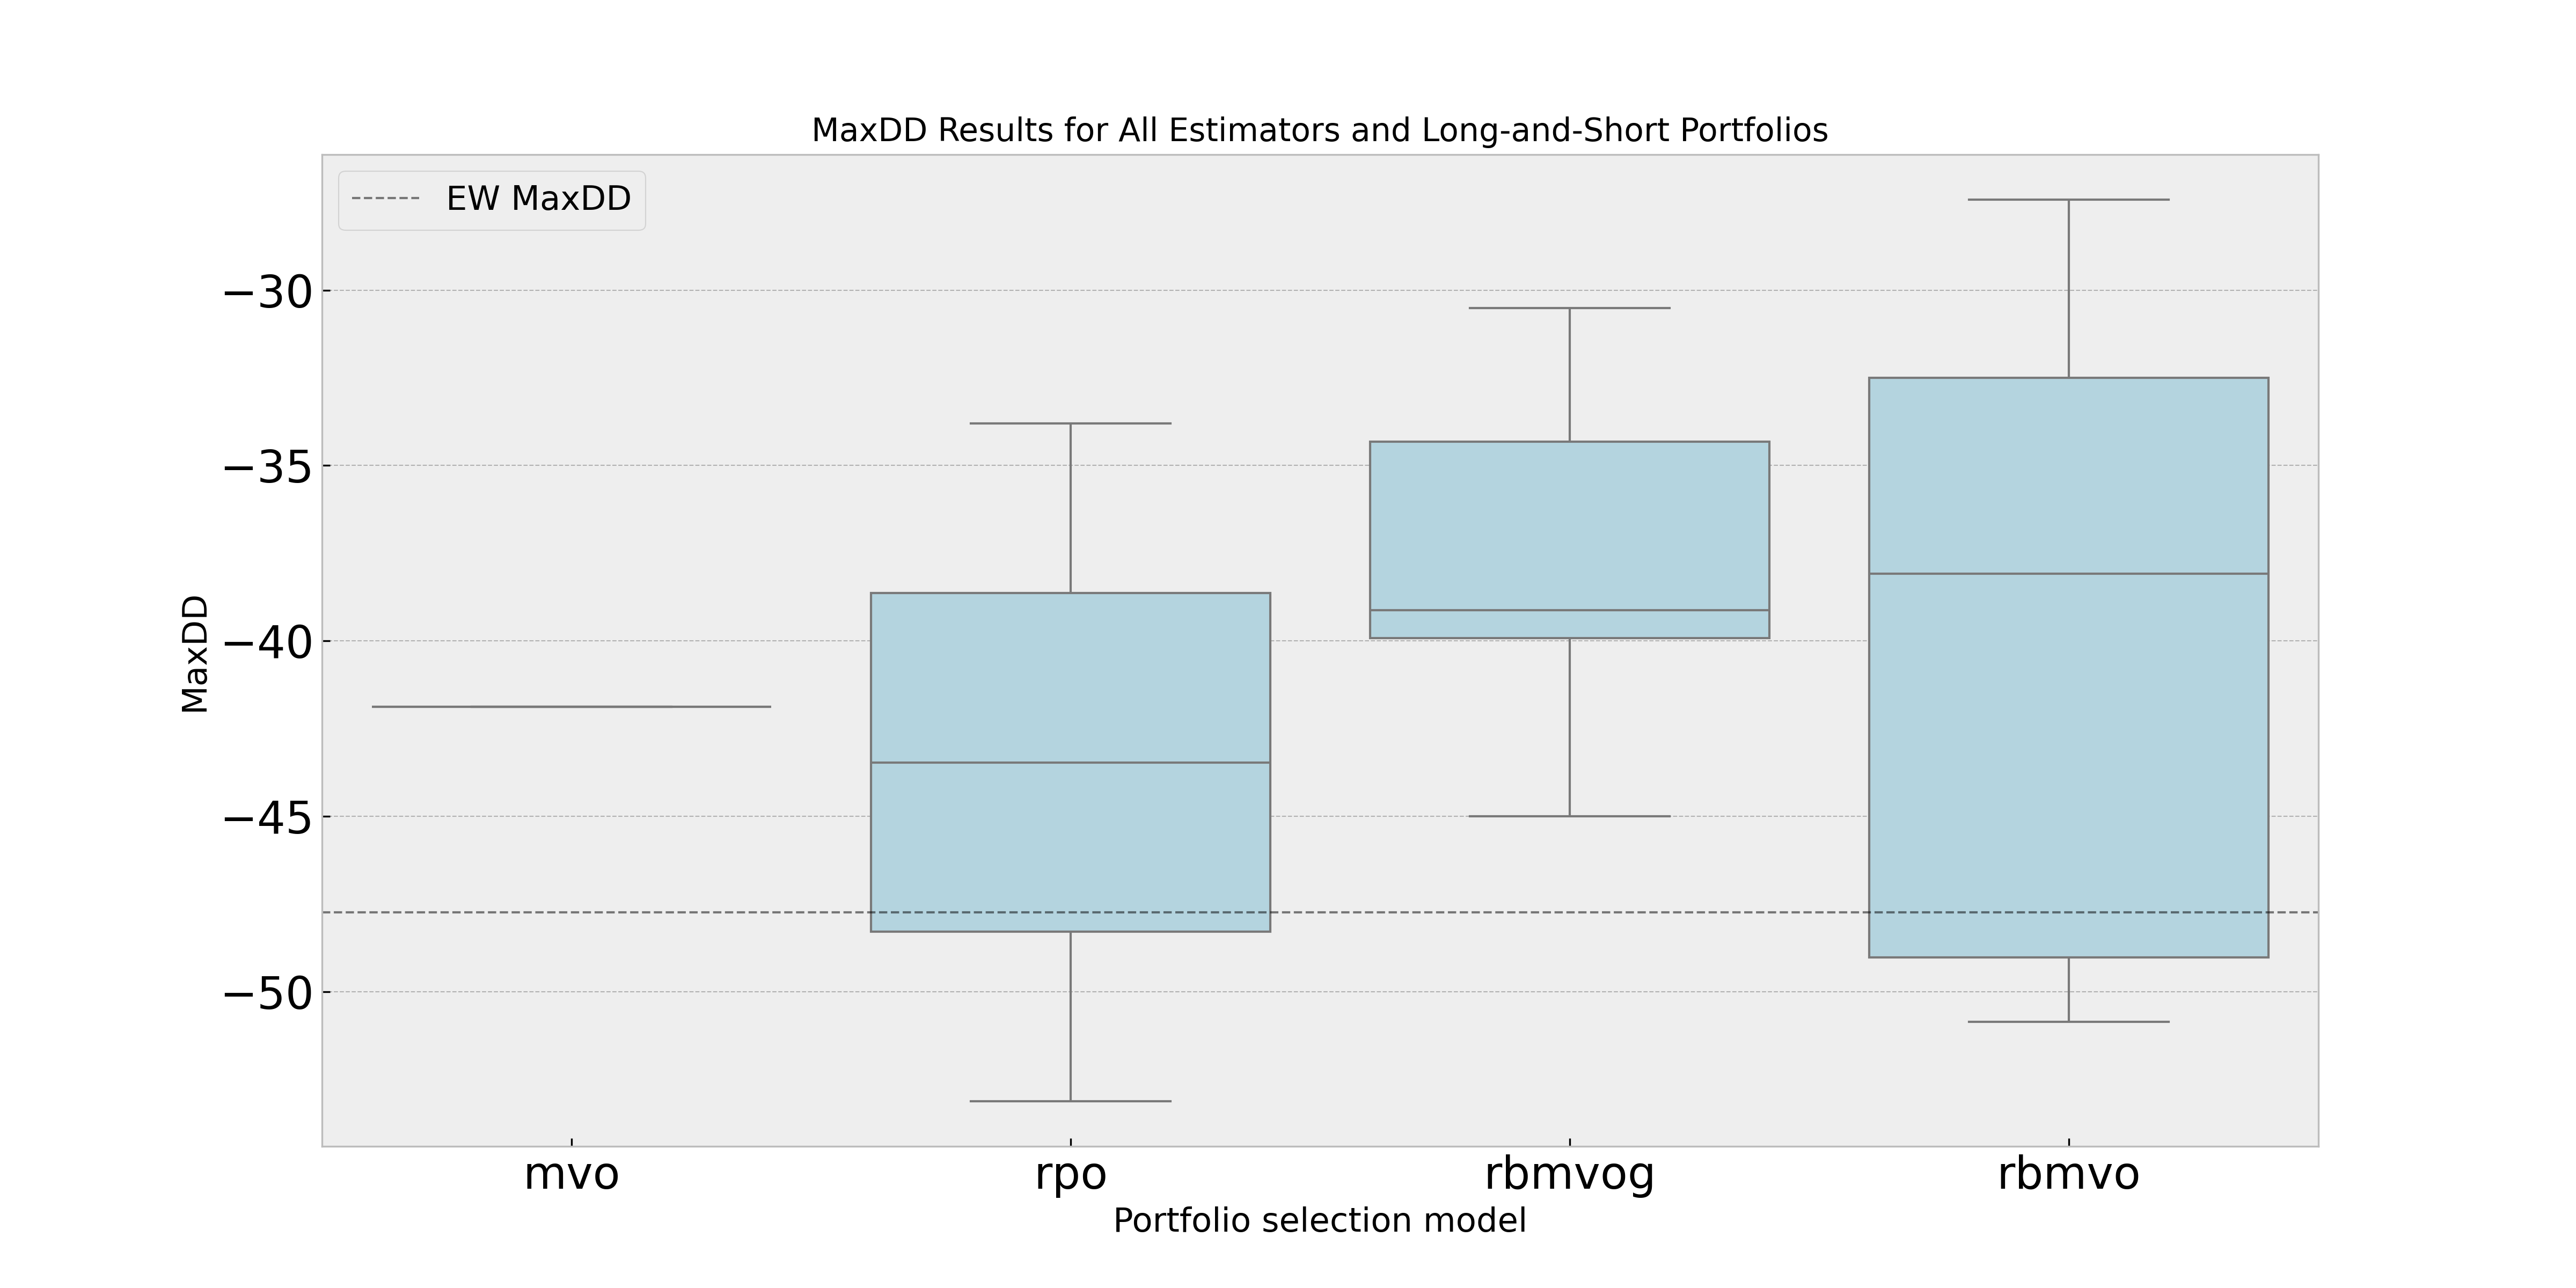 MaxDD Results for All Estimators and Long-and-Short Portfolios
EW MaxDD
−30
−35
−40
−45
−50
MaxDD
mvo rpo rbmvog rbmvo
Portfolio selection model